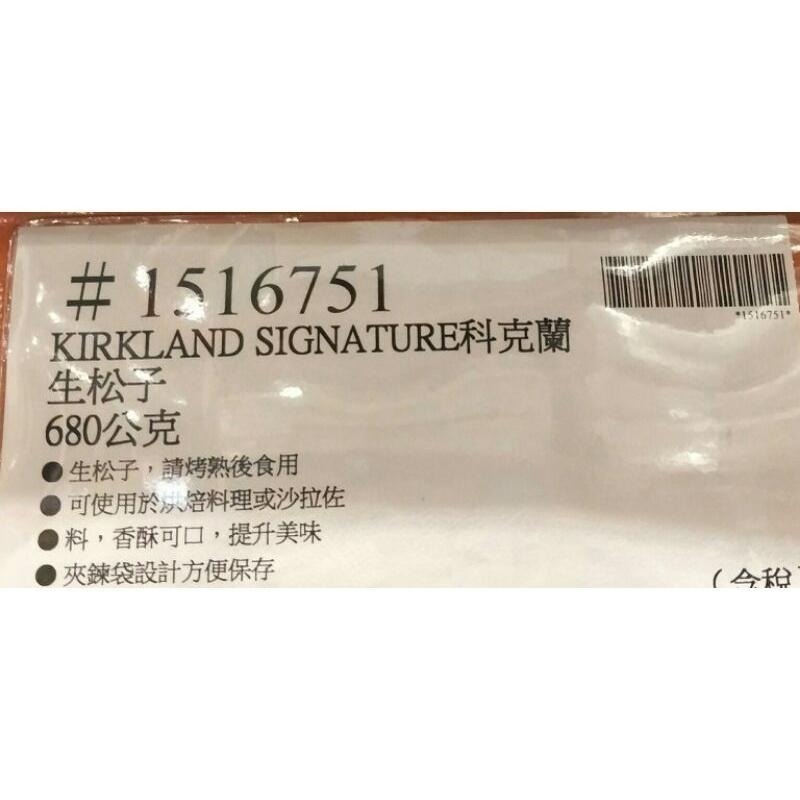 # 1516751
*1516751*
KIRKLAND SIGNATURE科克蘭
生松子
680公克
●生松子，請烤熟後食用
●可使用於烘焙料理或沙拉佐
●料，香酥可口，提升美味
●夾鍊袋設計方便保存
(含稅)